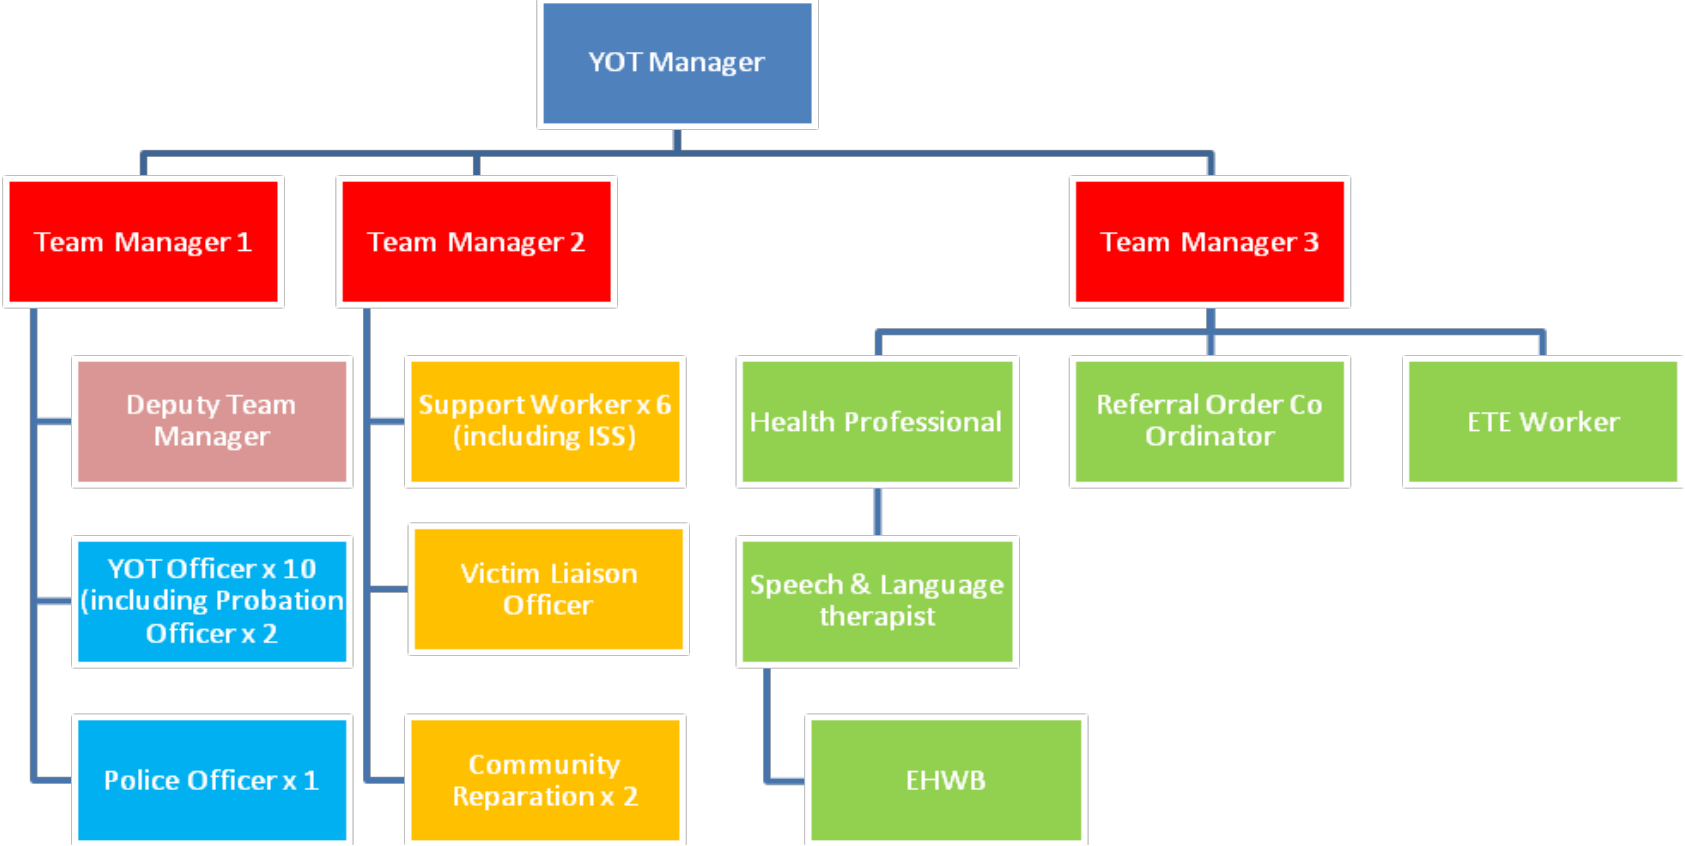 YOT Manager
Team Manager 1
Team Manager 2
Team Manager 3
Deputy Team
Manager
Support Worker x 6
(including ISS)
Health Professional
Referral Order Co
Ordinator
ETE Worker
YOT Officer x 10
(including Probation
Officer x 2
Victim Liaison
Officer
Speech & Language
therapist
Police Officer x 1
Community
Reparation x 2
EHWB